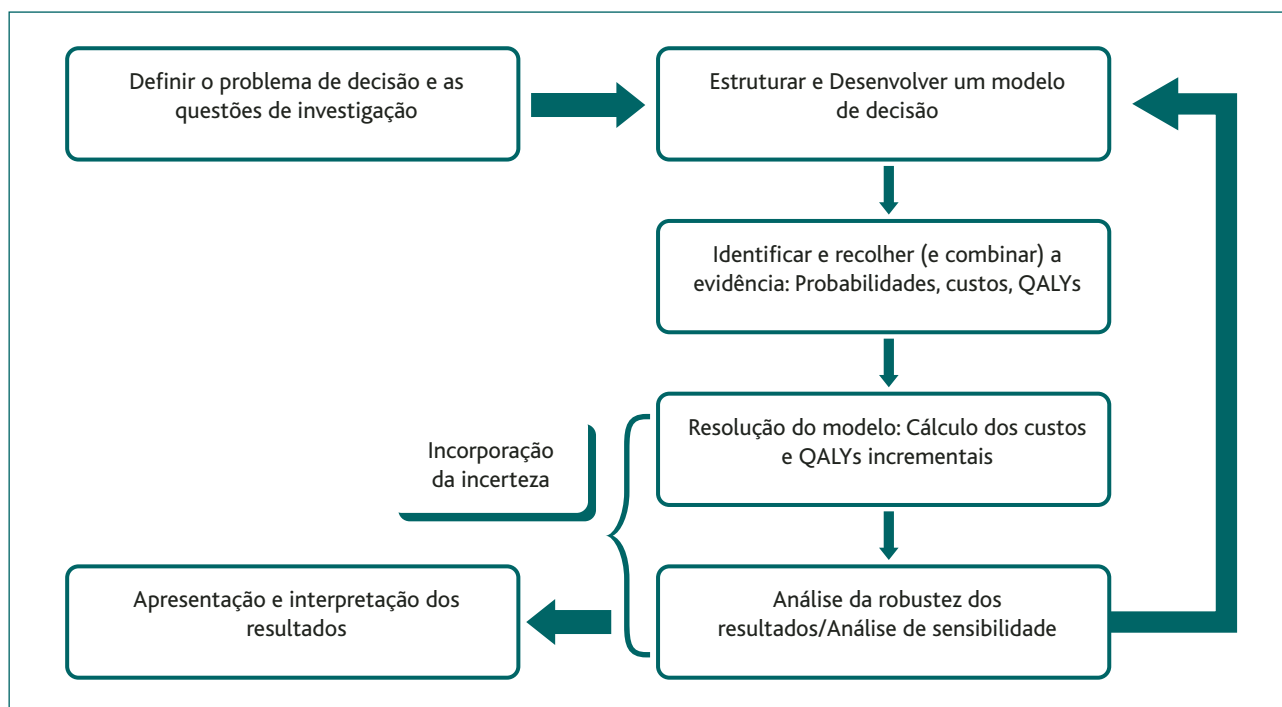 Definir o problema de decisão e as
questões de investigação
Estruturar e Desenvolver um modelo
de decisão
Identificar e recolher (e combinar) a
evidência: Probabilidades, custos, QALYs
Resolução do modelo: Cálculo dos custos
e QALYs incrementais
Incorporação
da incerteza
Análise da robustez dos
resultados/Análise de sensibilidade
Apresentação e interpretação dos
resultados